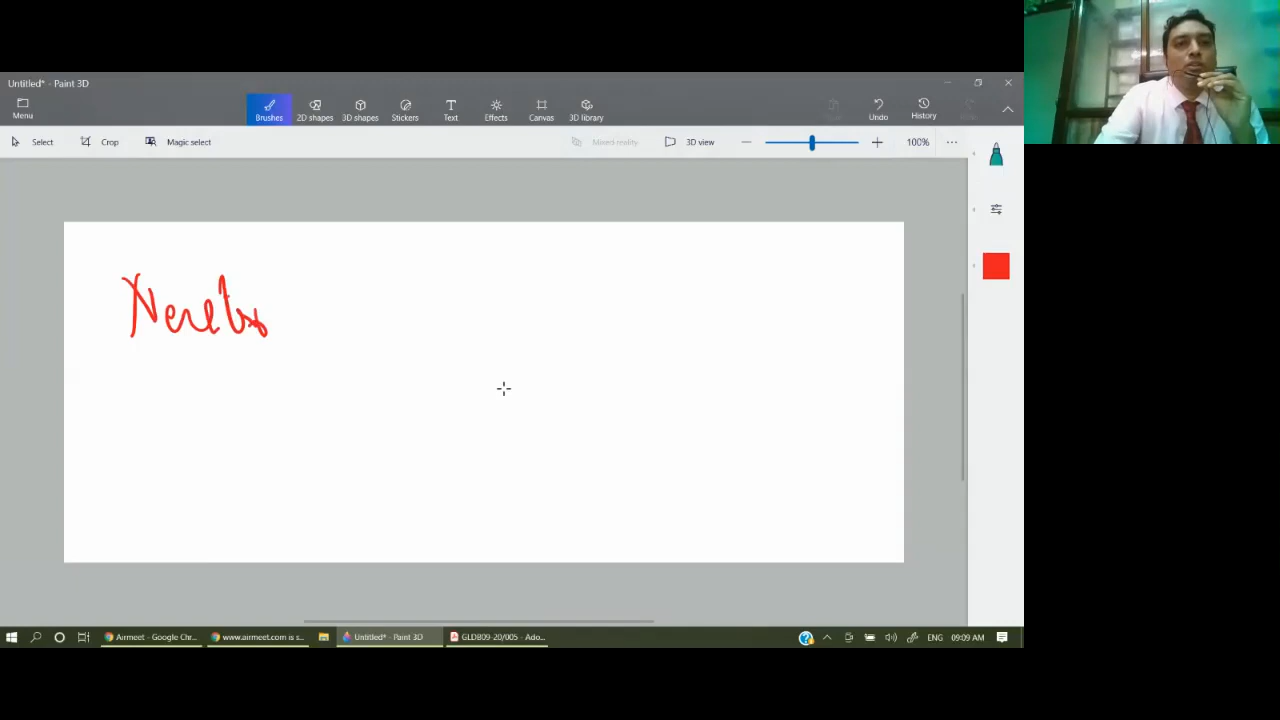 Untitled* - Paint 3D
Menu
Brushes
2D shapes
3D shapes
Stickers
Text
Effects
Canvas
3D library
Undo
History
Select
Crop
Magic select
Mixed reality
3D view
100%
Airmeet - Google Chr...
www.airmeet.com is s...
Untitled* - Paint 3D
GLDB09-20/005 - Ado...
ENG
09:09 AM